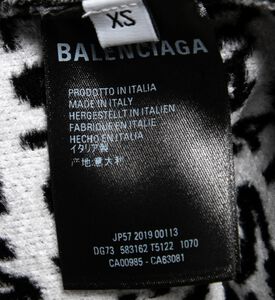 XS
BALENCIAGA
PRODOTTO IN ITALIA
MADE IN ITALY
HERGESTELLT IN ITALIEN
FABRIQUE EN ITALIE
HECHO EN ITALIA
イタリア製
产地:意大利
JP57 2019 00113
DG73 583162 T5122 1070
CA00985 - CA63081